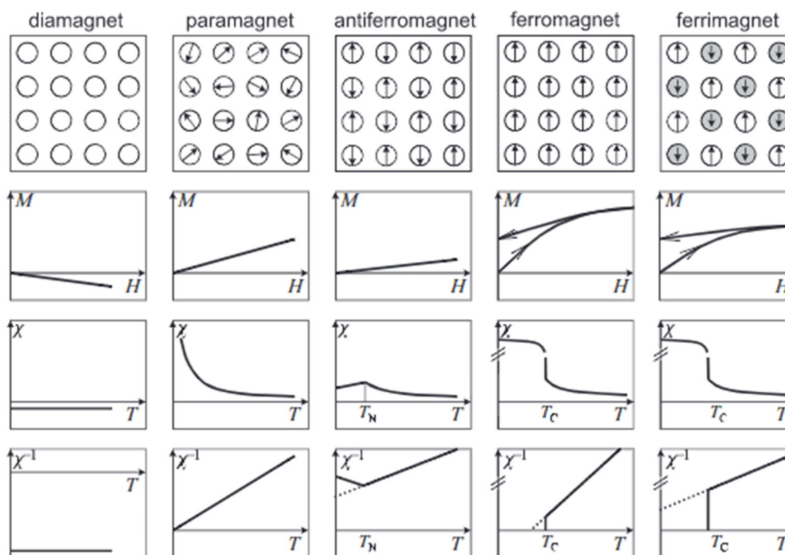 diamagnet paramagnet antiferromagnet ferromagnet ferrimagnet
M M M M M
H H H H H
χ χ χ χ χ
T T T T T
T_N T_C T_C
χ⁻¹ χ⁻¹ χ⁻¹ χ⁻¹ χ⁻¹
T T T T T
T_N T_C T_C